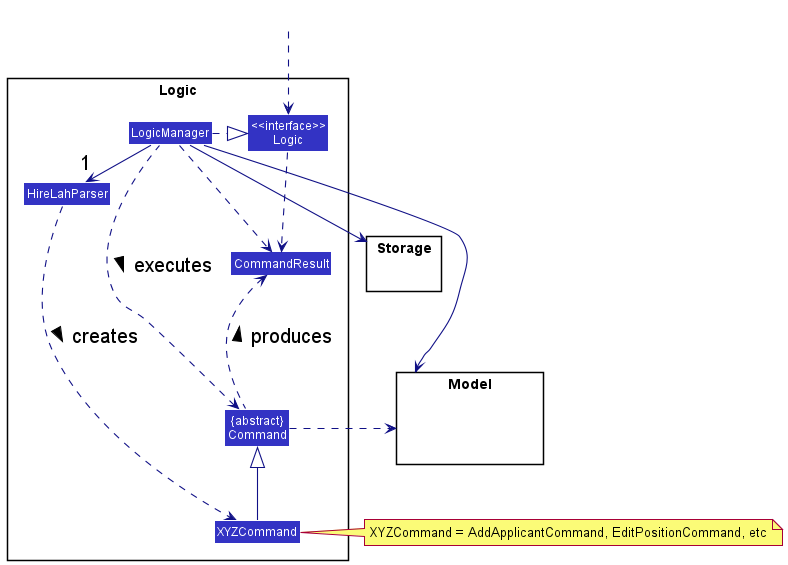 Logic
LogicManager
<<interface>>
Logic
1
HireLahParser
Storage
executes
CommandResult
creates
produces
Model
{abstract}
Command
XYZCommand
XYZCommand = AddApplicantCommand, EditPositionCommand, etc